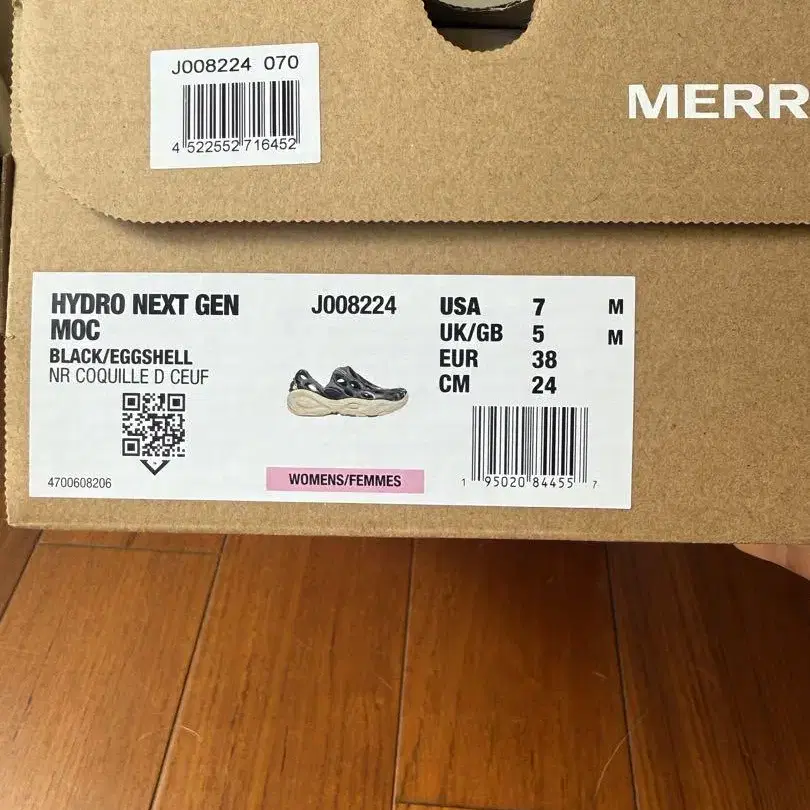 J008224 070
4 522552 716452
MERR
HYDRO NEXT GEN
MOC
BLACK/EGGSHELL
NR COQUILLE D CEUF
4700608206
J008224
WOMENS/FEMMES
USA 7 M
UK/GB 5 M
EUR 38
CM 24
1 95020 84455 7